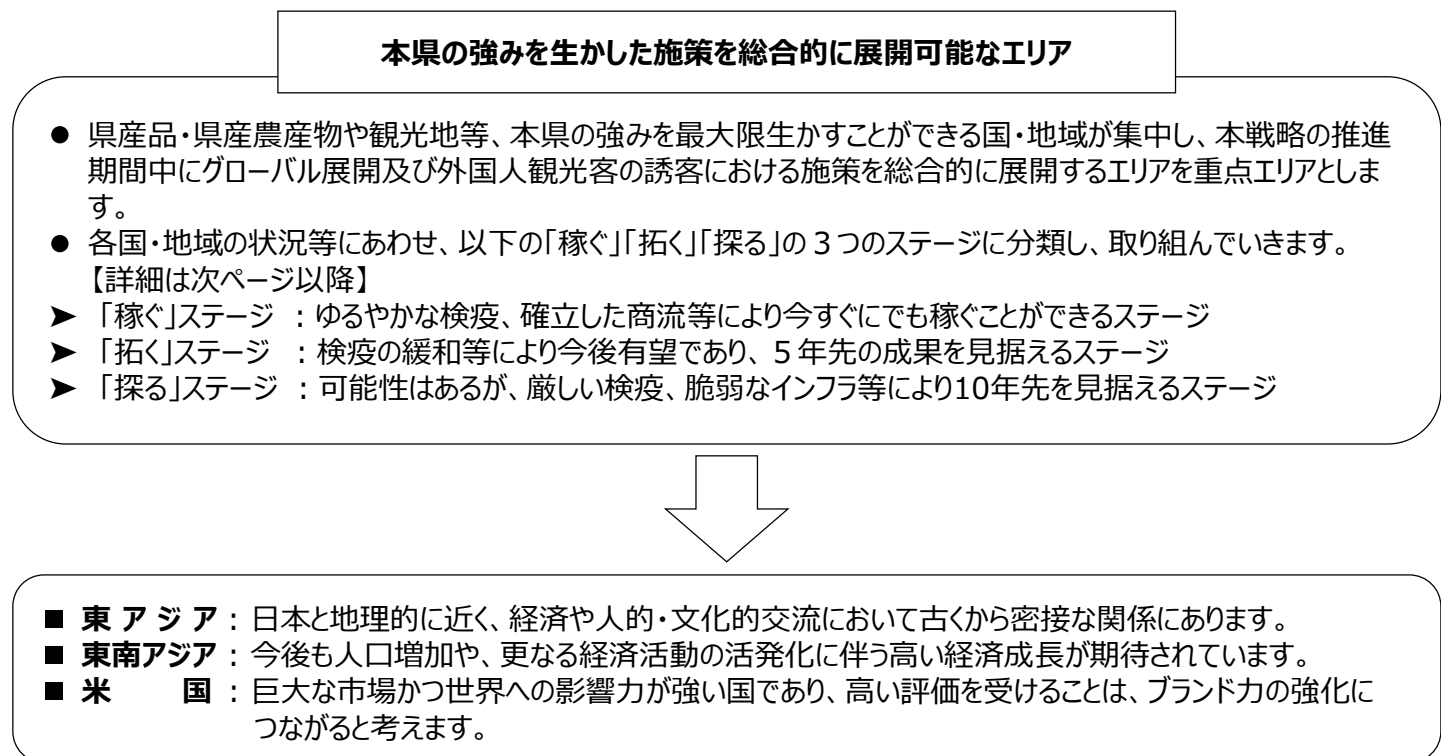 本県の強みを生かした施策を総合的に展開可能なエリア
● 県産品・県産農産物や観光地等、本県の強みを最大限生かすことができる国・地域が集中し、本戦略の推進
期間中にグローバル展開及び外国人観光客の誘客における施策を総合的に展開するエリアを重点エリアとしま
す。
● 各国・地域の状況等にあわせ、以下の「稼ぐ」「拓く」「探る」の3つのステージに分類し、取り組んでいきます。
【詳細は次ページ以降】
➤ 「稼ぐ」ステージ :ゆるやかな検疫、確立した商流等により今すぐにでも稼ぐことができるステージ
➤ 「拓く」ステージ :検疫の緩和等により今後有望であり、5年先の成果を見据えるステージ
➤ 「探る」ステージ :可能性はあるが、厳しい検疫、脆弱なインフラ等により10年先を見据えるステージ
■ 東アジア:日本と地理的に近く、経済や人的・文化的交流において古くから密接な関係にあります。
■ 東南アジア:今後も人口増加や、更なる経済活動の活発化に伴う高い経済成長が期待されています。
■ 米 国:巨大な市場かつ世界への影響力が強い国であり、高い評価を受けることは、ブランド力の強化に
つながると考えます。